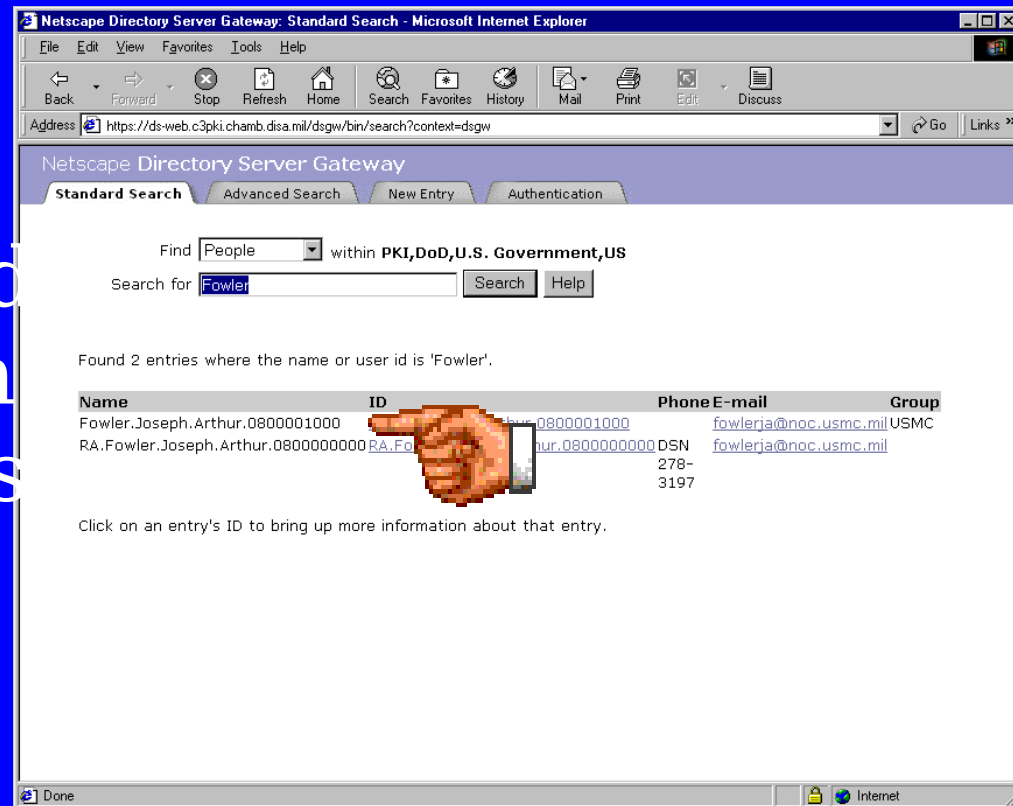 Netscape Directory Server Gateway: Standard Search - Microsoft Internet Explorer
File Edit View Favorites Tools Help
Back Forward Stop Refresh Home Search Favorites History Mail Print Edit Discuss
Address https://ds-web.c3pki.chamb.disa.mil/dsgw/bin/search?context=dsgw Go Links »
Netscape Directory Server Gateway
Standard Search Advanced Search New Entry Authentication
Find People within PKI,DoD,U.S. Government,US
Search for Fowler Search Help
Found 2 entries where the name or user id is 'Fowler'.
Name ID Phone E-mail Group
Fowler.Joseph.Arthur.0800001000 0800001000 fowlerja@noc.usmc.mil USMC
RA.Fowler.Joseph.Arthur.0800000000 0800000000 DSN fowlerja@noc.usmc.mil
278-
3197
Click on an entry's ID to bring up more information about that entry.
Done Internet